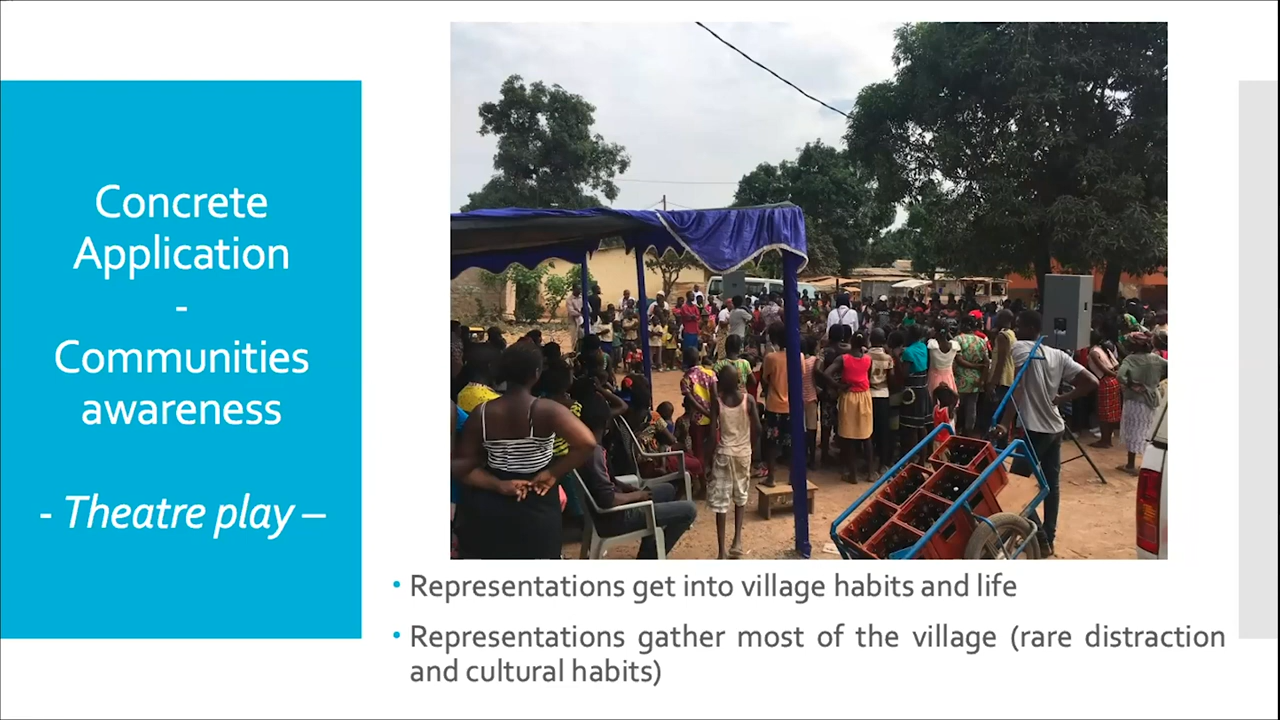 Concrete
Application
-
Communities
awareness
- Theatre play –
• Representations get into village habits and life
• Representations gather most of the village (rare distraction
and cultural habits)